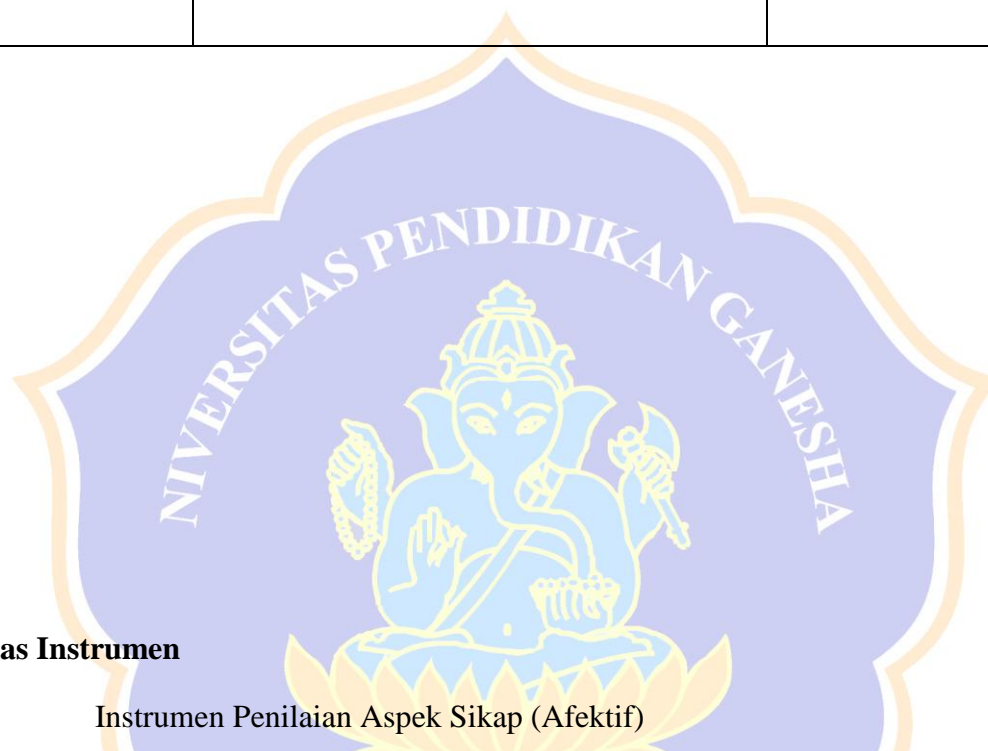 NIVERSITAS PENDIDIKAN GANESHA
as Instrumen
Instrumen Penilaian Aspek Sikap (Afektif)